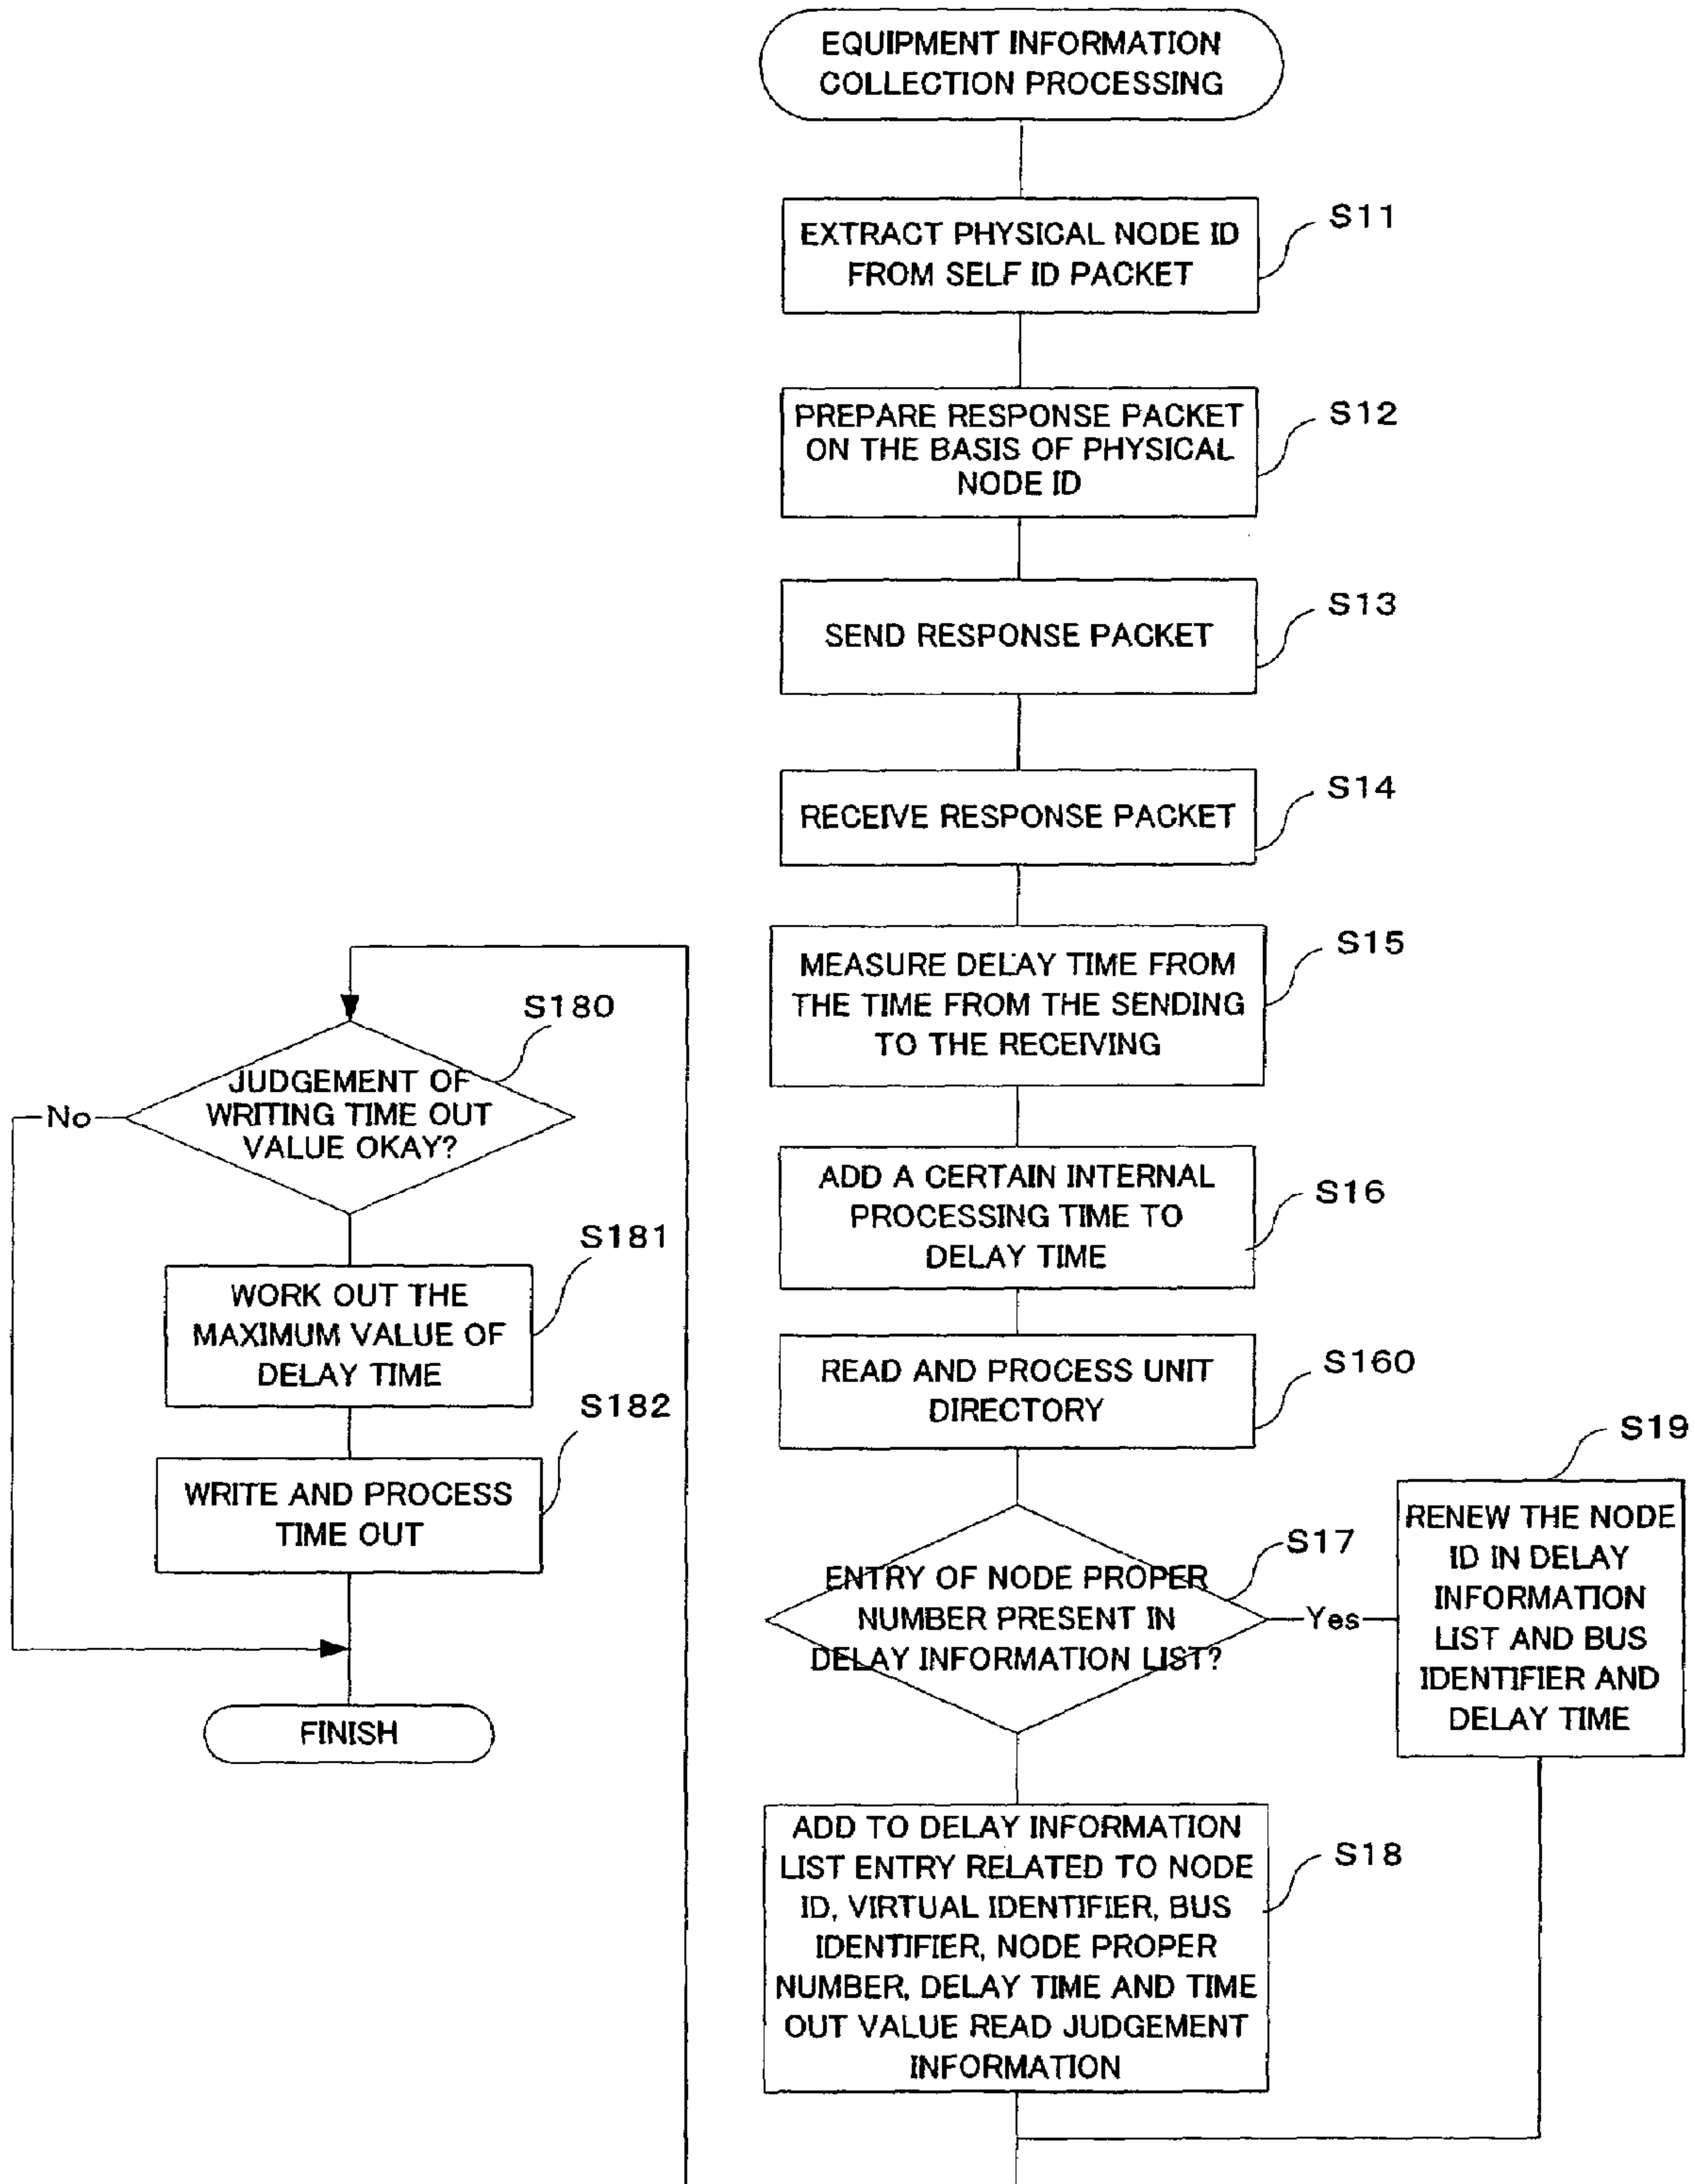 EQUIPMENT INFORMATION
COLLECTION PROCESSING
S11
EXTRACT PHYSICAL NODE ID
FROM SELF ID PACKET
S12
PREPARE RESPONSE PACKET
ON THE BASIS OF PHYSICAL
NODE ID
S13
SEND RESPONSE PACKET
S14
RECEIVE RESPONSE PACKET
S15
MEASURE DELAY TIME FROM
THE TIME FROM THE SENDING
TO THE RECEIVING
S16
ADD A CERTAIN INTERNAL
PROCESSING TIME TO
DELAY TIME
S160
READ AND PROCESS UNIT
DIRECTORY
S17
ENTRY OF NODE PROPER
NUMBER PRESENT IN
DELAY INFORMATION LIST?
Yes
S19
RENEW THE NODE
ID IN DELAY
INFORMATION
LIST AND BUS
IDENTIFIER AND
DELAY TIME
S18
ADD TO DELAY INFORMATION
LIST ENTRY RELATED TO NODE
ID, VIRTUAL IDENTIFIER, BUS
IDENTIFIER, NODE PROPER
NUMBER, DELAY TIME AND TIME
OUT VALUE READ JUDGEMENT
INFORMATION
S180
JUDGEMENT OF
WRITING TIME OUT
VALUE OKAY?
No
S181
WORK OUT THE
MAXIMUM VALUE OF
DELAY TIME
S182
WRITE AND PROCESS
TIME OUT
FINISH